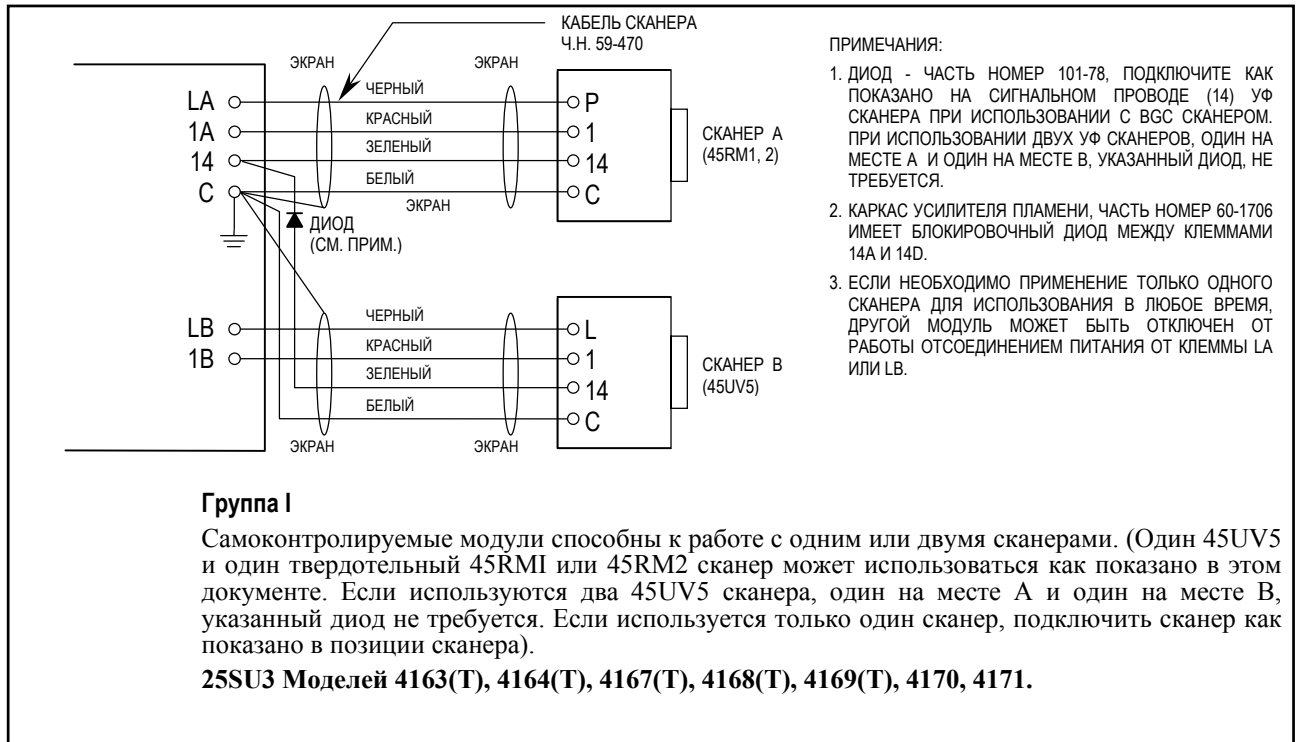 КАБЕЛЬ СКАНЕРА
Ч.Н. 59-470
ЭКРАН
ЭКРАН
LA
ЧЕРНЫЙ
P
1A
КРАСНЫЙ
1
14
ЗЕЛЕНЫЙ
14
C
БЕЛЫЙ
C
ЭКРАН
СКАНЕР А
(45RM1, 2)
ДИОД
(СМ. ПРИМ.)
LB
ЧЕРНЫЙ
L
1B
КРАСНЫЙ
1
ЗЕЛЕНЫЙ
14
БЕЛЫЙ
C
СКАНЕР В
(45UV5)
ЭКРАН
ЭКРАН
ПРИМЕЧАНИЯ:
1. ДИОД - ЧАСТЬ НОМЕР 101-78, ПОДКЛЮЧИТЕ КАК
ПОКАЗАНО НА СИГНАЛЬНОМ ПРОВОДЕ (14) УФ
СКАНЕРА ПРИ ИСПОЛЬЗОВАНИИ С BGC СКАНЕРОМ.
ПРИ ИСПОЛЬЗОВАНИИ ДВУХ УФ СКАНЕРОВ, ОДИН НА
МЕСТЕ А И ОДИН НА МЕСТЕ В, УКАЗАННЫЙ ДИОД, НЕ
ТРЕБУЕТСЯ.
2. КАРКАС УСИЛИТЕЛЯ ПЛАМЕНИ, ЧАСТЬ НОМЕР 60-1706
ИМЕЕТ БЛОКИРОВОЧНЫЙ ДИОД МЕЖДУ КЛЕММАМИ
14A И 14D.
3. ЕСЛИ НЕОБХОДИМО ПРИМЕНЕНИЕ ТОЛЬКО ОДНОГО
СКАНЕРА ДЛЯ ИСПОЛЬЗОВАНИЯ В ЛЮБОЕ ВРЕМЯ,
ДРУГОЙ МОДУЛЬ МОЖЕТ БЫТЬ ОТКЛЮЧЕН ОТ
РАБОТЫ ОТСОЕДИНЕНИЕМ ПИТАНИЯ ОТ КЛЕММЫ LA
ИЛИ LB.
Группа I
Самоконтролируемые модули способны к работе с одним или двумя сканерами. (Один 45UV5
и один твердотельный 45RMI или 45RM2 сканер может использоваться как показано в этом
документе. Если используются два 45UV5 сканера, один на месте А и один на месте В,
указанный диод не требуется. Если используется только один сканер, подключить сканер как
показано в позиции сканера).
25SU3 Моделей 4163(T), 4164(T), 4167(T), 4168(T), 4169(T), 4170, 4171.